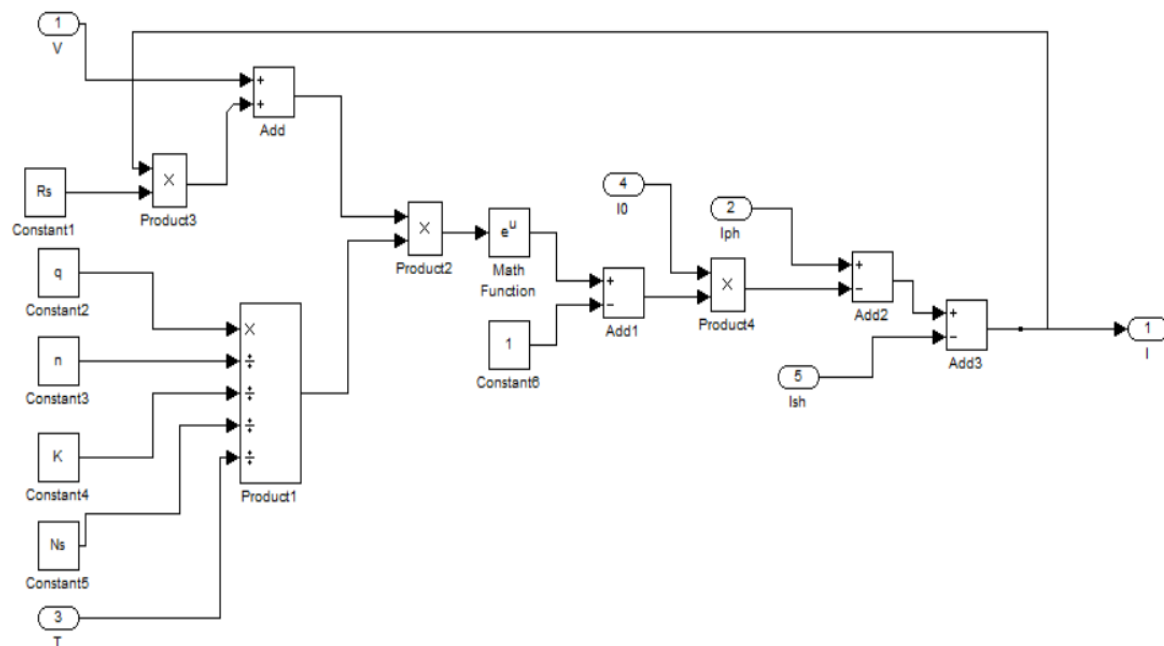 1
V
+
+
Add
Rs
Constant1
×
Product3
4
I0
2
Iph
q
Constant2
×
Product2
e^u
Math
Function
+
−
Add1
×
Product4
+
−
Add2
+
−
Add3
1
I
n
Constant3
×
÷
÷
÷
÷
Product1
1
Constant6
5
Ish
K
Constant4
Ns
Constant5
3
T